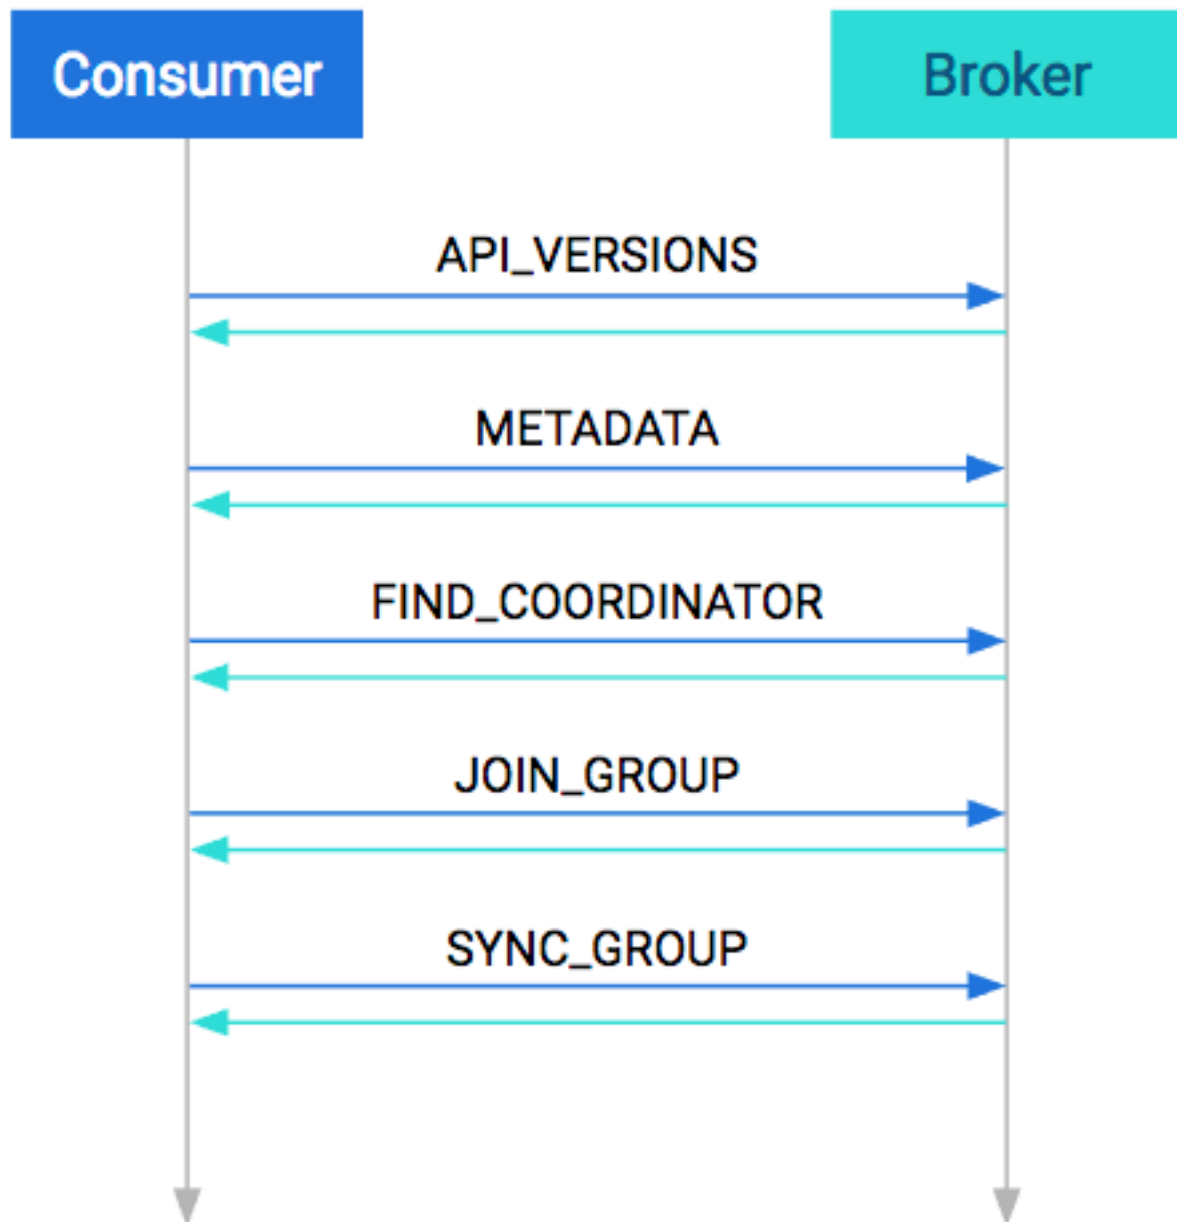 Consumer
Broker
API_VERSIONS
METADATA
FIND_COORDINATOR
JOIN_GROUP
SYNC_GROUP